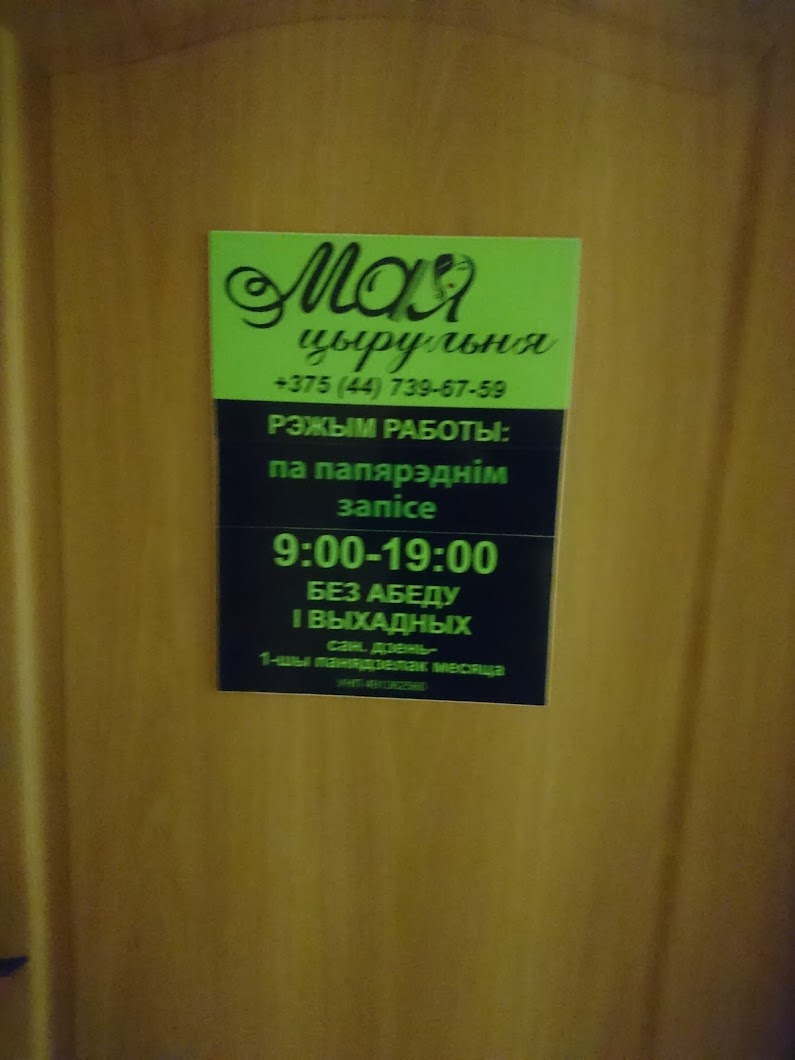 Мая
цырульня
+375 (44) 739-67-59
РЭЖЫМ РАБОТЫ:
па папярэднім
запісе
9:00-19:00
БЕЗ АБЕДУ
І ВЫХАДНЫХ
сан. дзень-
1-шы панядзелак месяца
УНП